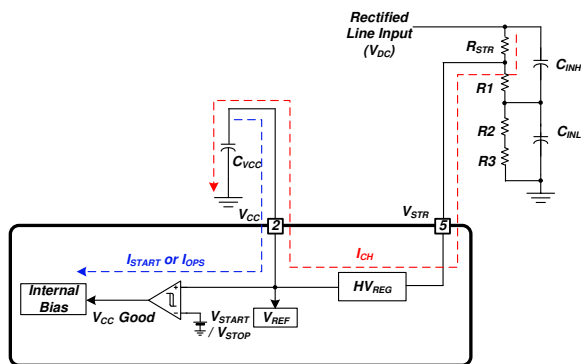 Rectified
Line Input
(VDC)
RSTR
CINH
R1
R2
CINL
R3
CVCC
VCC
2
VSTR
5
ISTART or IOPS
ICH
Internal
Bias
VCC Good
+
-
VSTART
/ VSTOP
VREF
HVREG